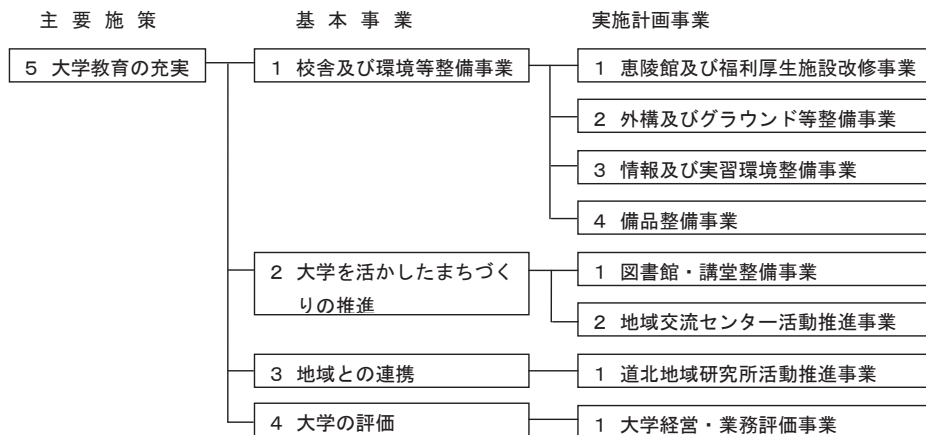 主要施策 基本事業 実施計画事業
5 大学教育の充実
1 校舎及び環境等整備事業
1 恵陵館及び福利厚生施設改修事業
2 外構及びグラウンド等整備事業
3 情報及び実習環境整備事業
4 備品整備事業
2 大学を活かしたまちづく
りの推進
1 図書館・講堂整備事業
2 地域交流センター活動推進事業
3 地域との連携
1 道北地域研究所活動推進事業
4 大学の評価
1 大学経営・業務評価事業